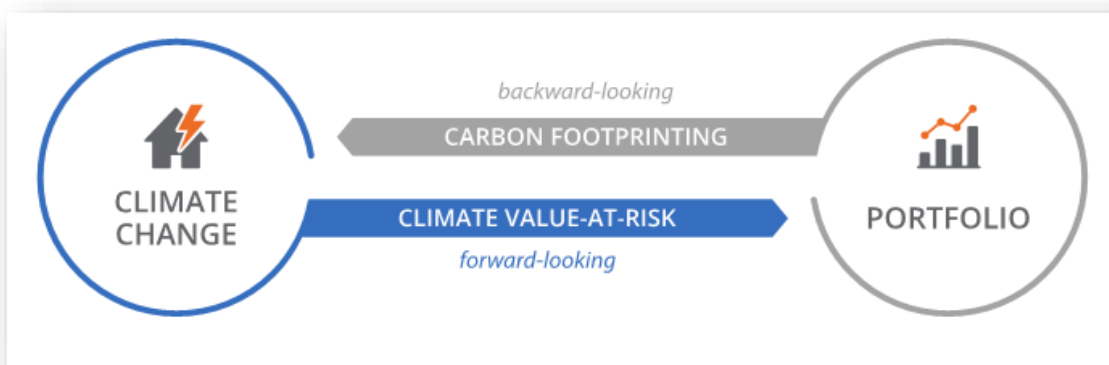 backward-looking
CARBON FOOTPRINTING
CLIMATE
CHANGE
CLIMATE VALUE-AT-RISK
PORTFOLIO
forward-looking